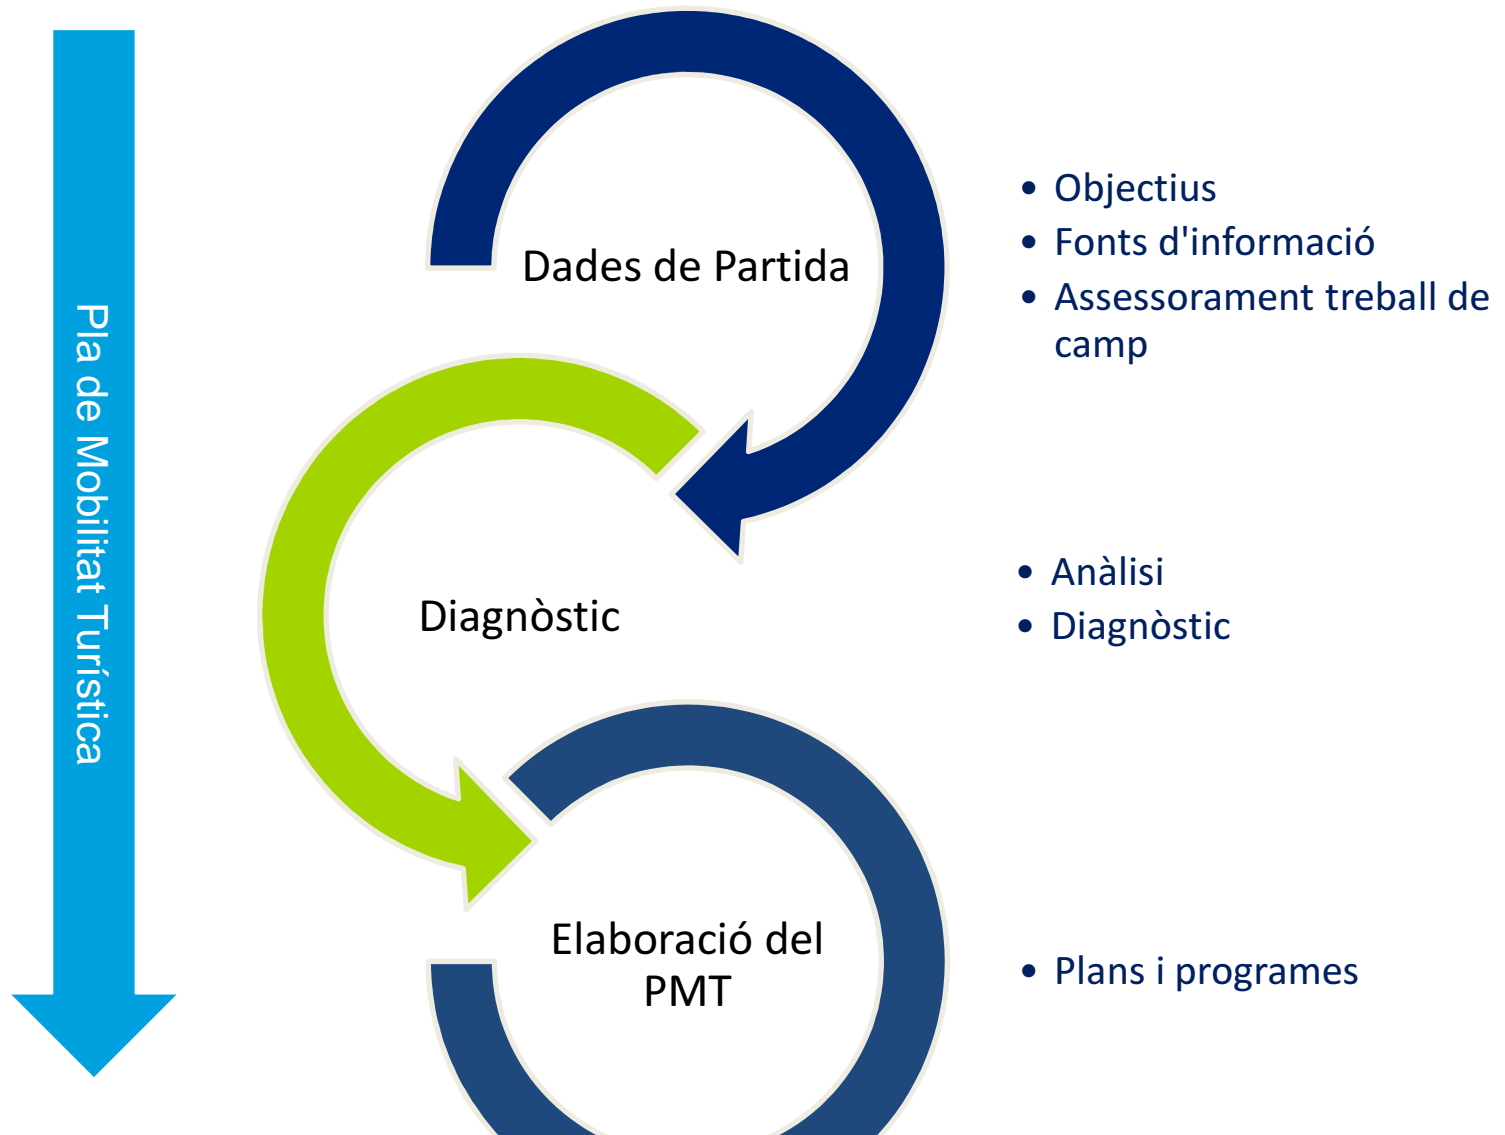 Pla de Mobilitat Turística
Dades de Partida
• Objectius
• Fonts d'informació
• Assessorament treball de
camp
Diagnòstic
• Anàlisi
• Diagnòstic
Elaboració del
PMT
• Plans i programes